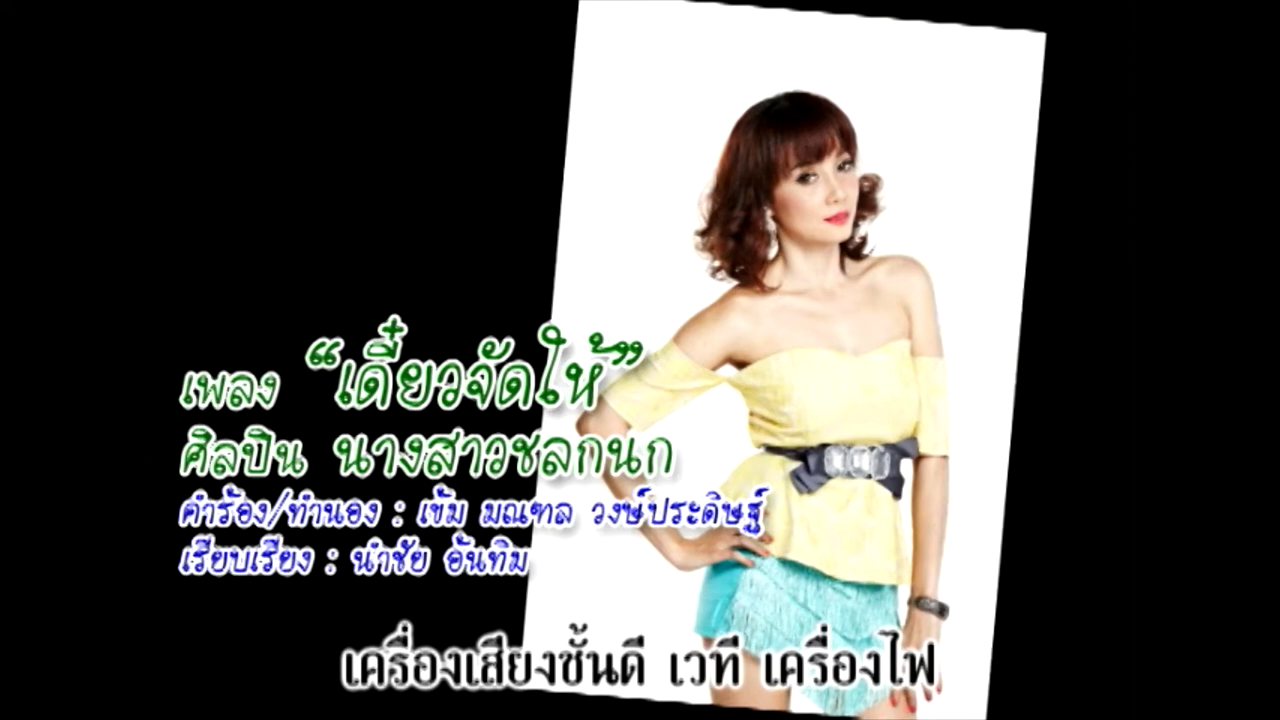 เพลง “เดี๋ยวจัดให้”
ศิลปิน นางสาวชลกนก
คำร้อง/ทำนอง : เข้ม มณฑล วงษ์ประดิษฐ์
เรียบเรียง : นำชัย อันทิม
เครื่องเสียงชั้นดี เวที เครื่องไฟ